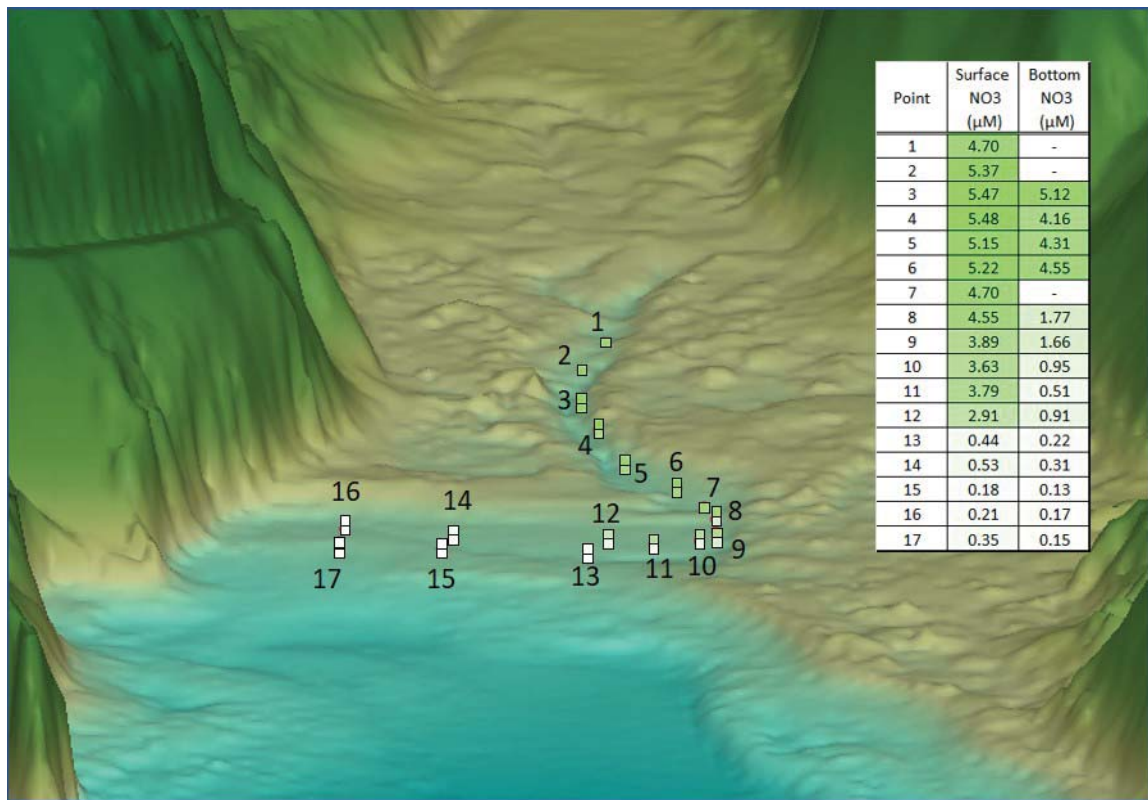 Point Surface NO3 (µM) Bottom NO3 (µM)
1 4.70 -
2 5.37 -
3 5.47 5.12
4 5.48 4.16
5 5.15 4.31
6 5.22 4.55
7 4.70 -
8 4.55 1.77
9 3.89 1.66
10 3.63 0.95
11 3.79 0.51
12 2.91 0.91
13 0.44 0.22
14 0.53 0.31
15 0.18 0.13
16 0.21 0.17
17 0.35 0.15
1
2
3
4
5
6
7
8
9
10
11
12
13
14
15
16
17